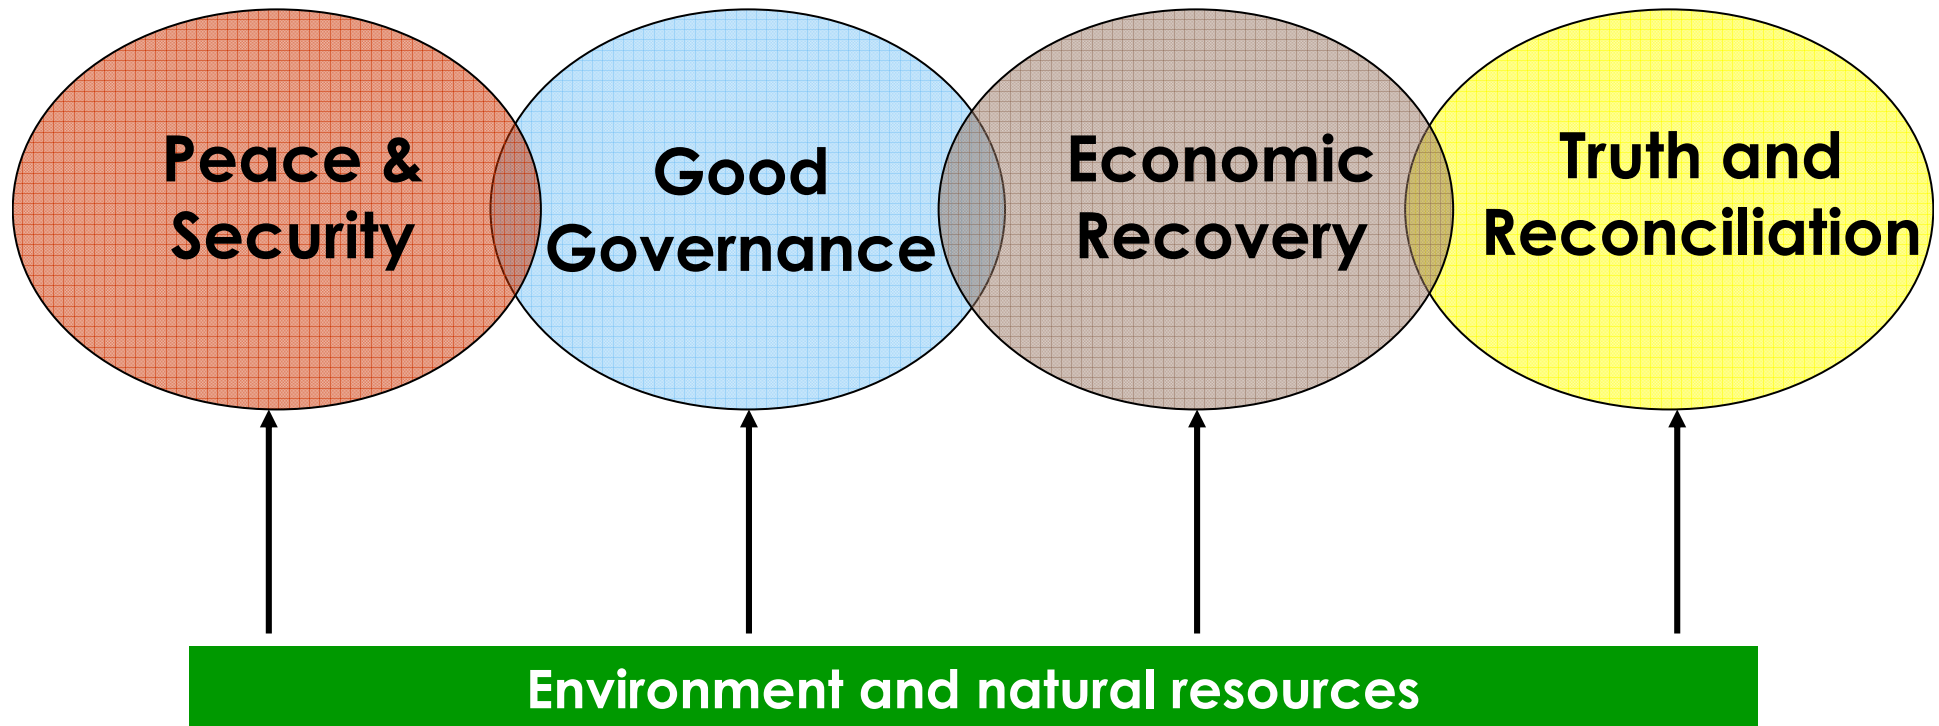 Peace &
Security
Good
Governance
Economic
Recovery
Truth and
Reconciliation
Environment and natural resources